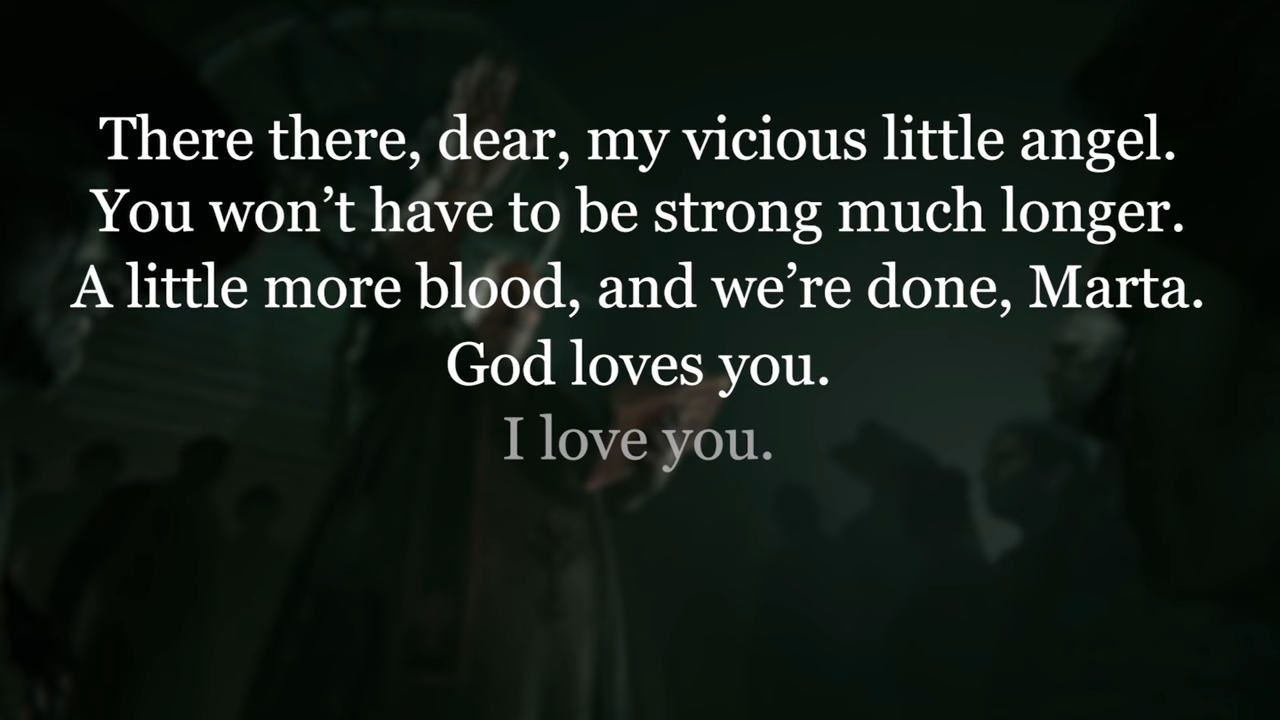 There there, dear, my vicious little angel.
You won’t have to be strong much longer.
A little more blood, and we’re done, Marta.
God loves you.
I love you.